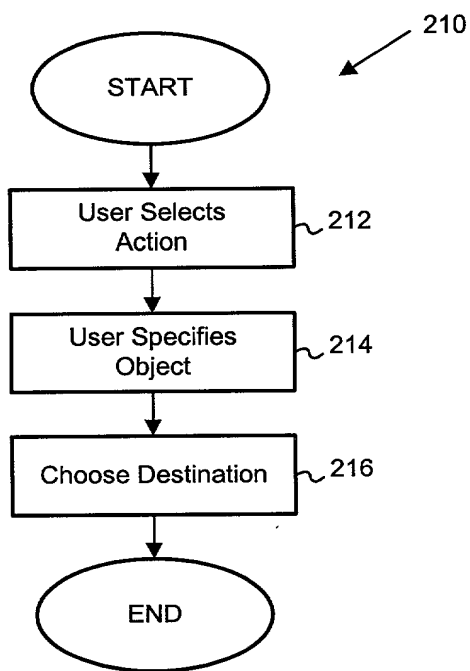 210
START
User Selects
Action
212
User Specifies
Object
214
Choose Destination
216
END